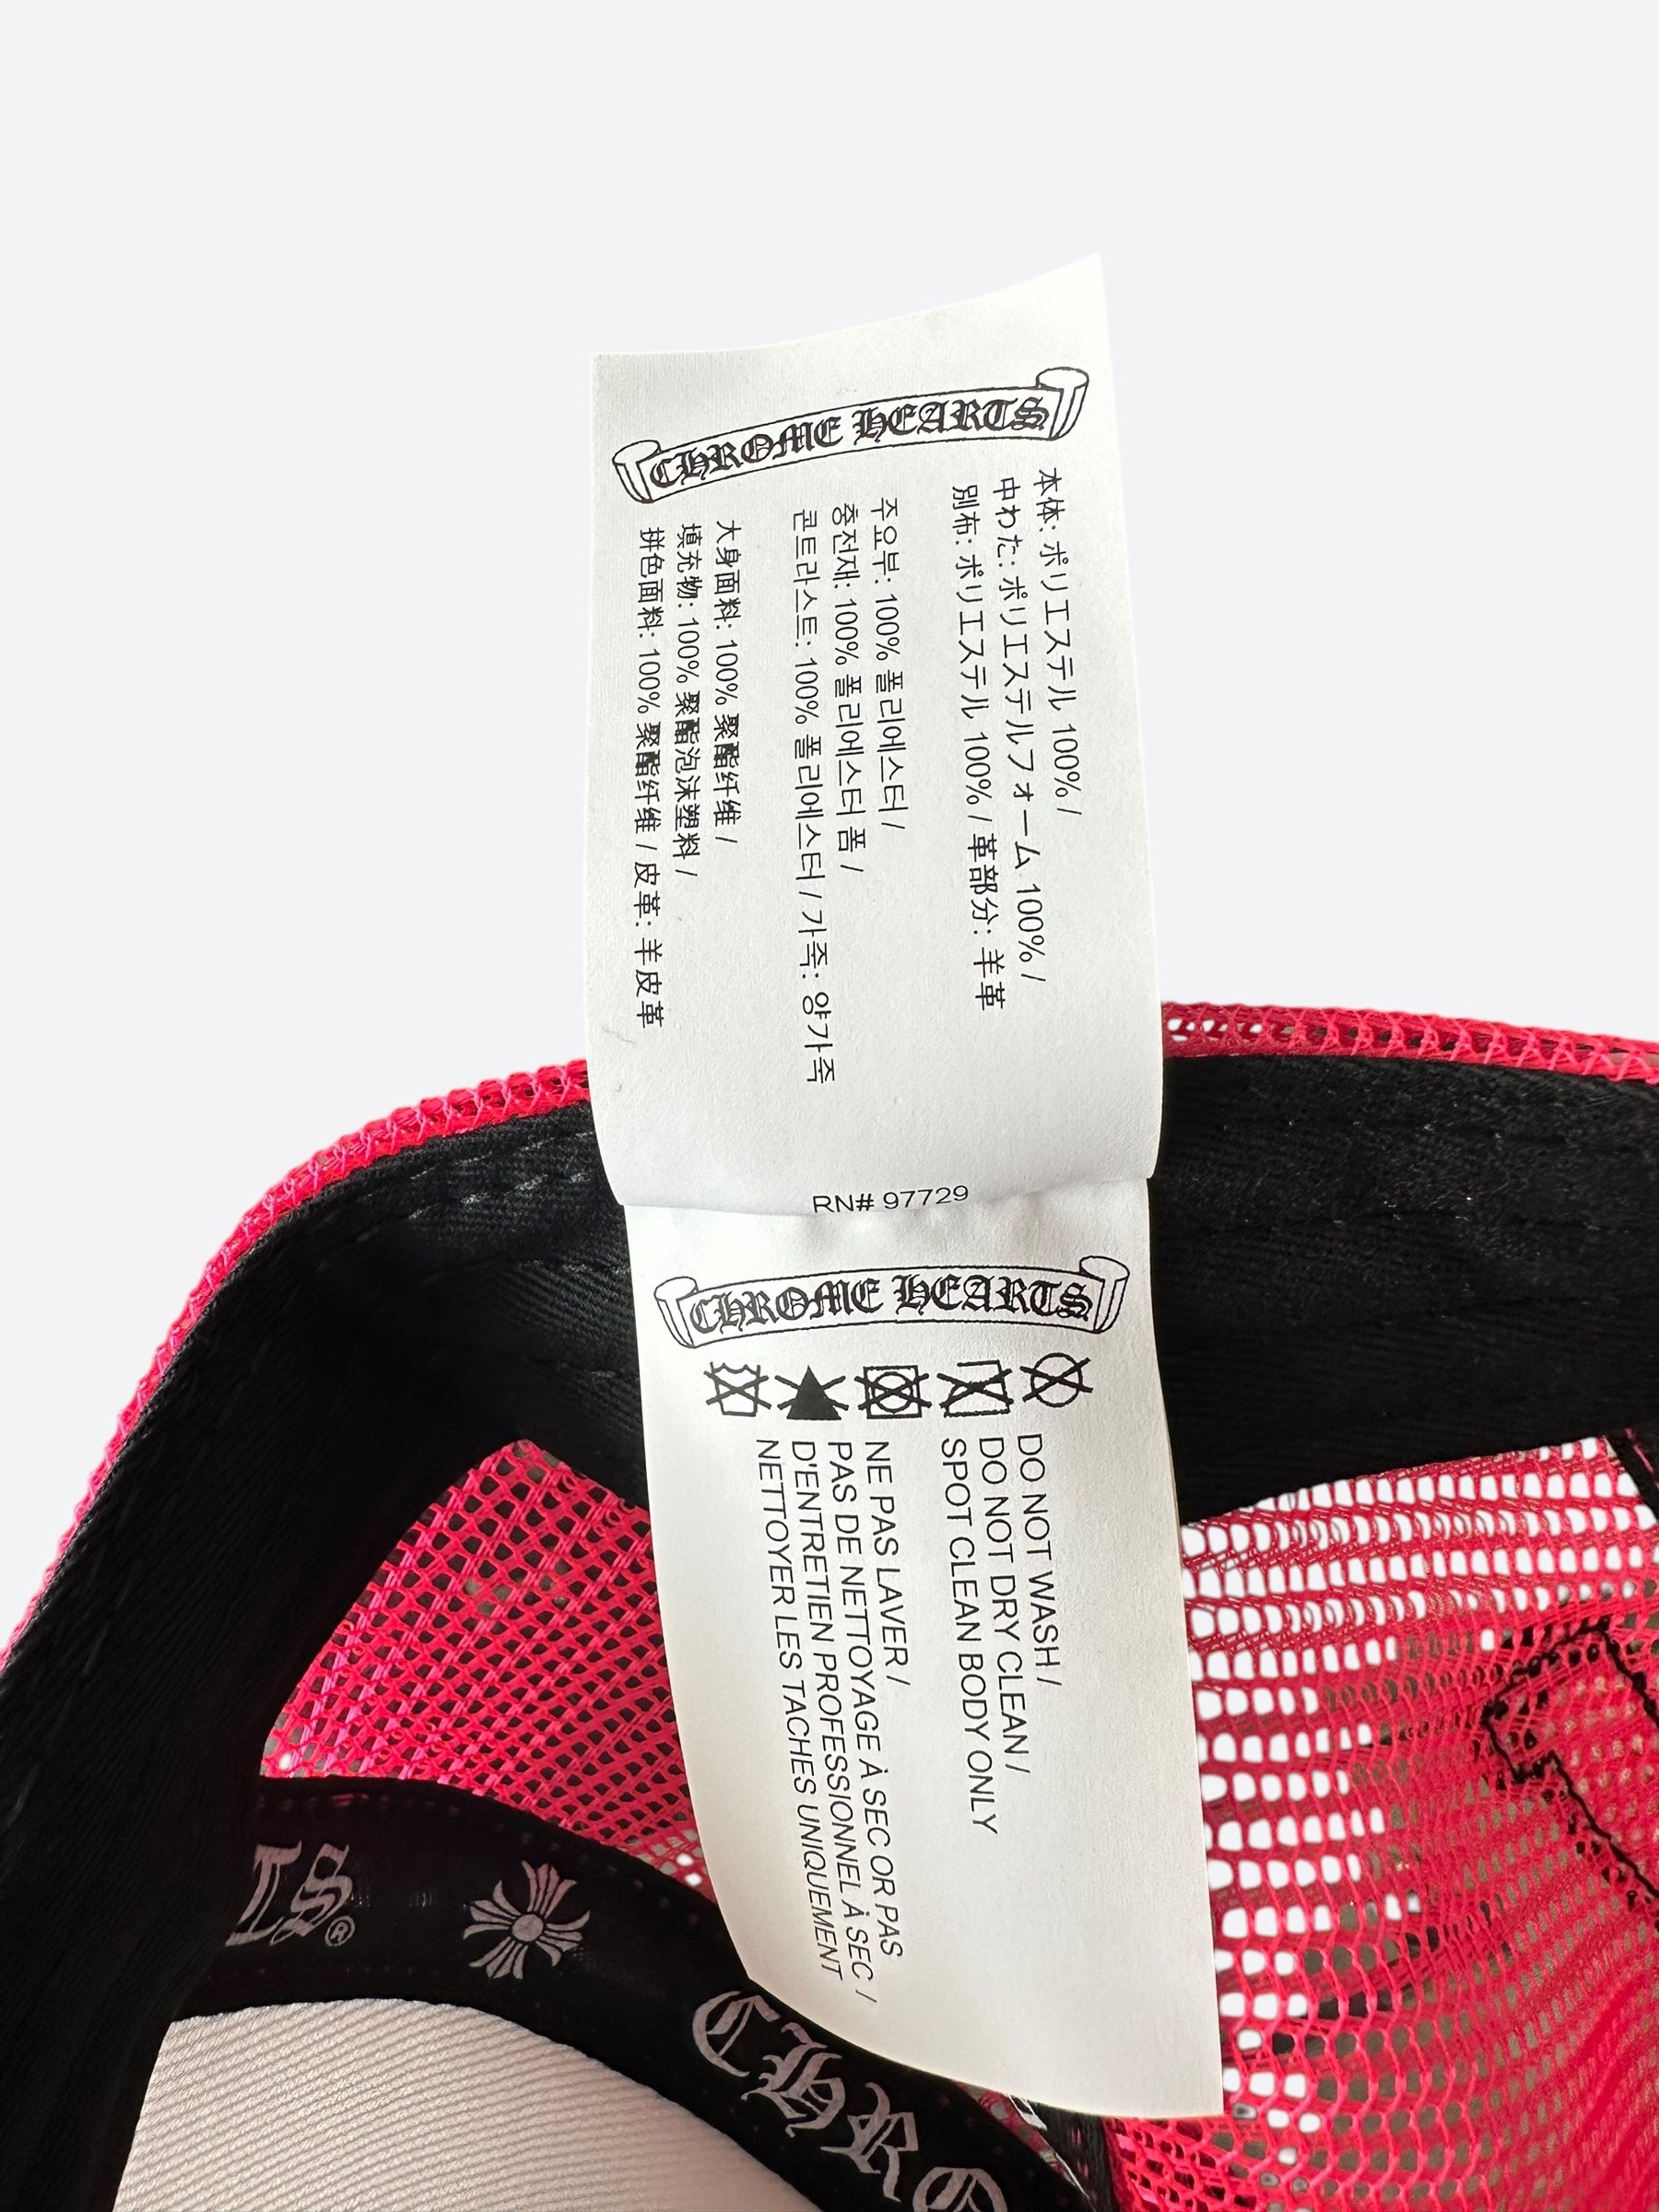 CHROME HEARTS
本体: ポリエステル 100% /
中わた: ポリエステルフォーム 100% /
別布: ポリエステル 100% / 革部分: 羊革
주요부: 100% 폴리에스터 /
충전재: 100% 폴리에스터 폼 /
콘트라스트: 100% 폴리에스터 / 가죽: 양가죽
大身面料: 100% 聚酯纤维 /
填充物: 100% 聚酯泡沫塑料 /
拼色面料: 100% 聚酯纤维 / 皮革: 羊皮革
RN# 97729
CHROME HEARTS
DO NOT WASH /
DO NOT DRY CLEAN /
SPOT CLEAN BODY ONLY
NE PAS LAVER /
PAS DE NETTOYAGE À SEC OR PAS
D'ENTRETIEN PROFESSIONNEL À SEC /
NETTOYER LES TACHES UNIQUEMENT
TS®
CHRO